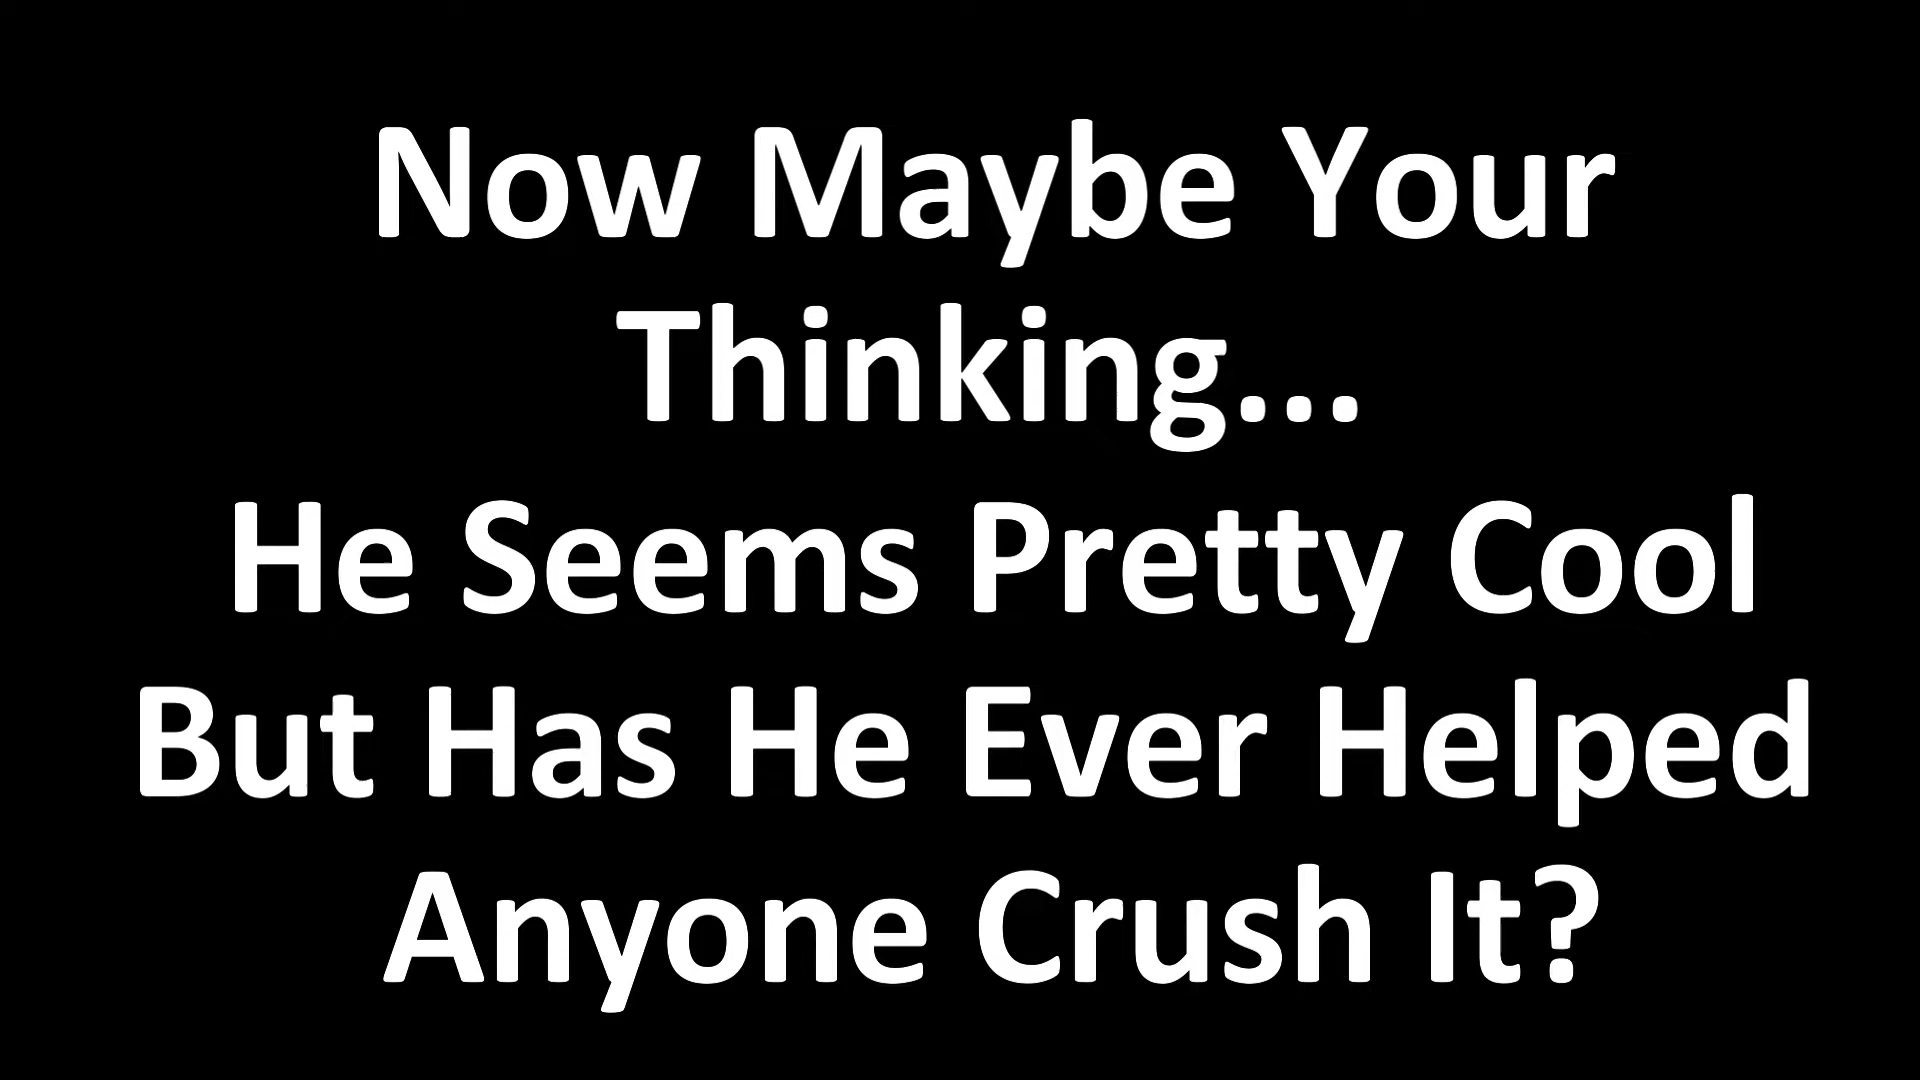 Now Maybe Your
Thinking...
He Seems Pretty Cool
But Has He Ever Helped
Anyone Crush It?